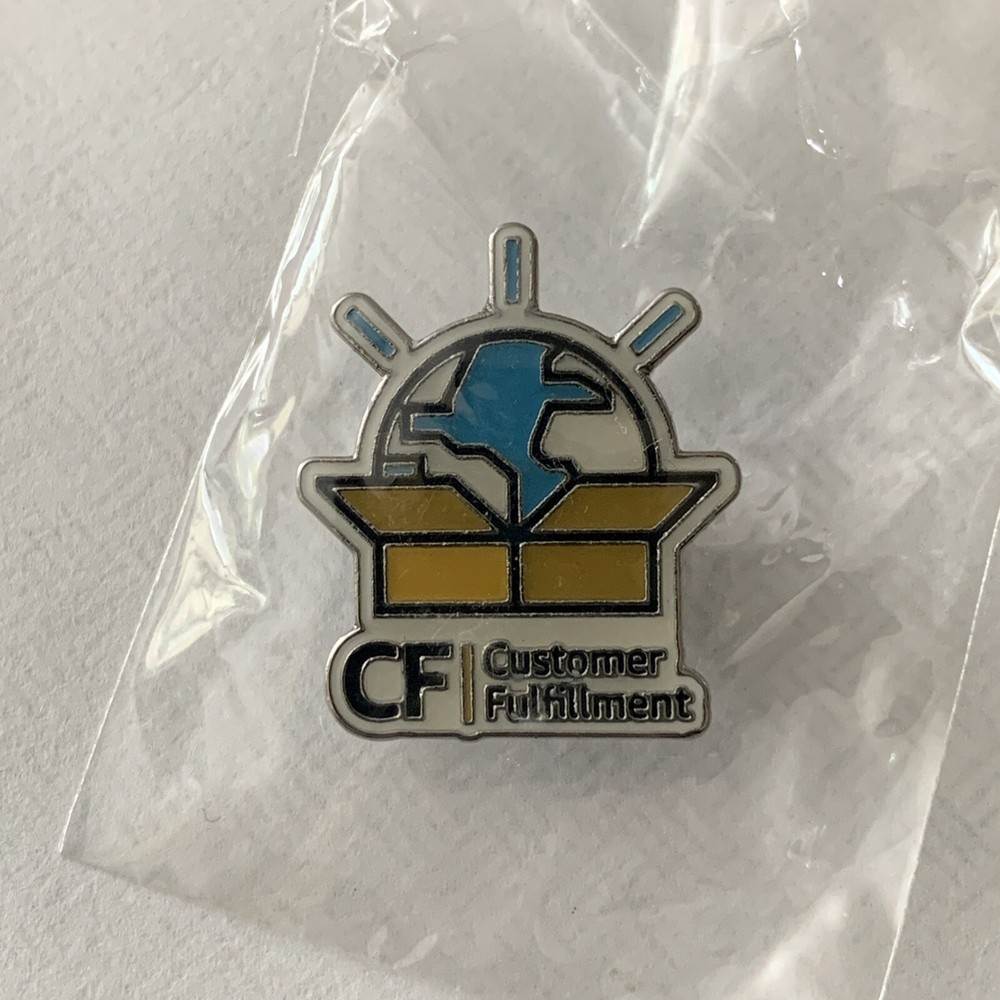 CF | Customer
Fulfillment